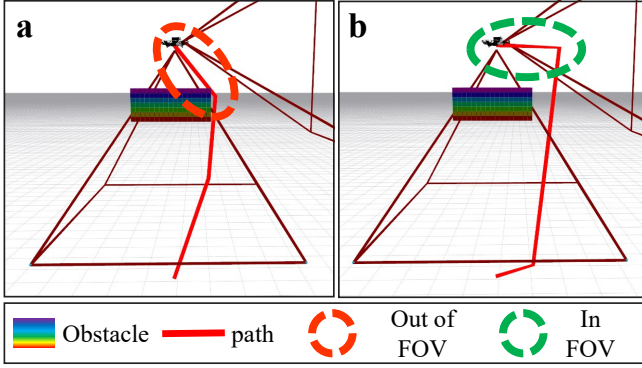 a
b
Obstacle
path
Out of
FOV
In
FOV